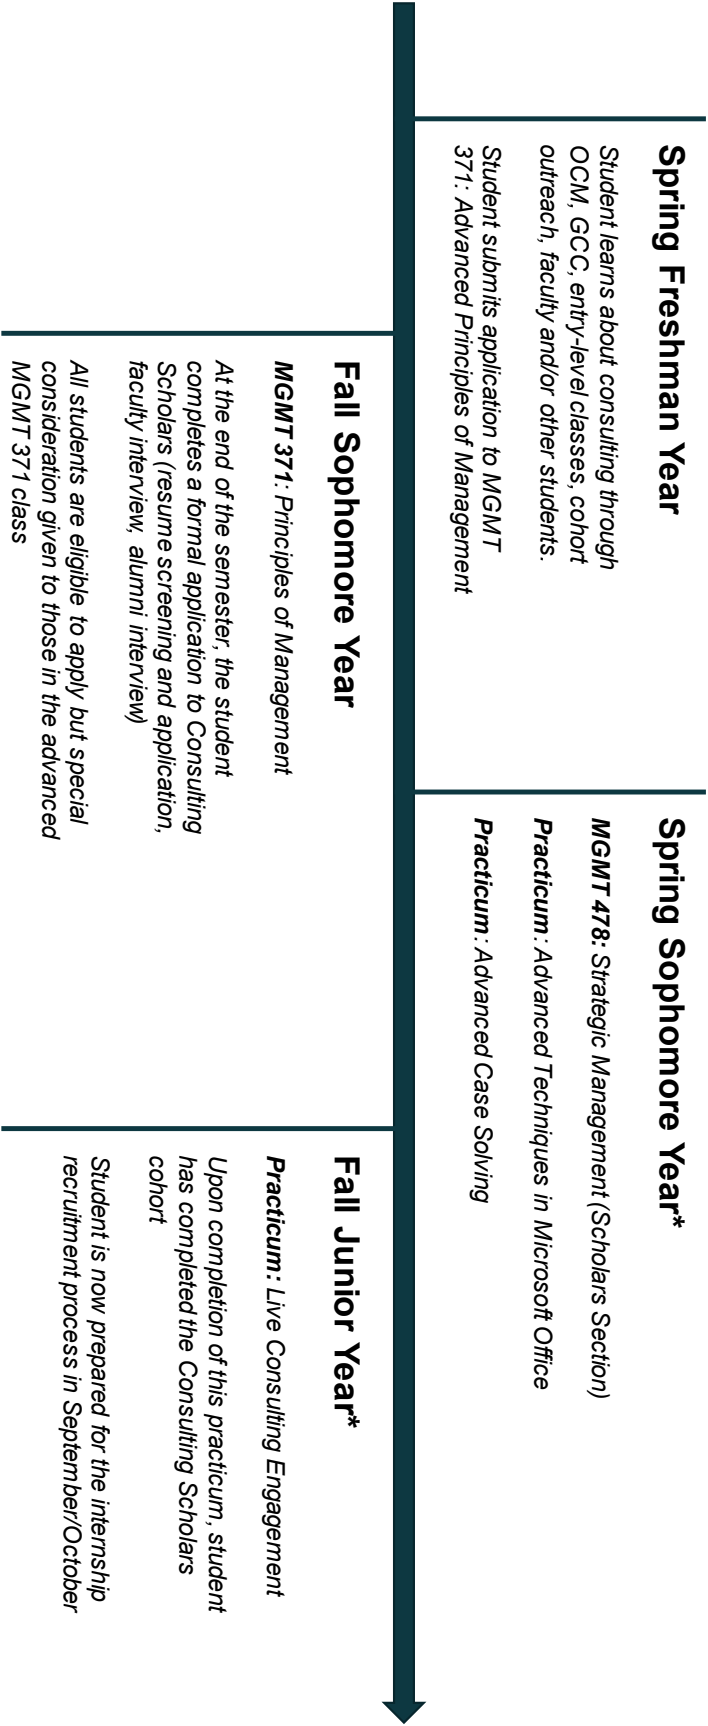 Spring Freshman Year
Student learns about consulting through
OCM, GCC, entry-level classes, cohort
outreach, faculty and/or other students.
Student submits application to MGMT
371: Advanced Principles of Management
Fall Sophomore Year
MGMT 371: Principles of Management
At the end of the semester, the student
completes a formal application to Consulting
Scholars (resume screening and application,
faculty interview, alumni interview)
All students are eligible to apply but special
consideration given to those in the advanced
MGMT 371 class
Spring Sophomore Year*
MGMT 478: Strategic Management (Scholars Section)
Practicum: Advanced Techniques in Microsoft Office
Practicum: Advanced Case Solving
Fall Junior Year*
Practicum: Live Consulting Engagement
Upon completion of this practicum, student
has completed the Consulting Scholars
cohort
Student is now prepared for the internship
recruitment process in September/October